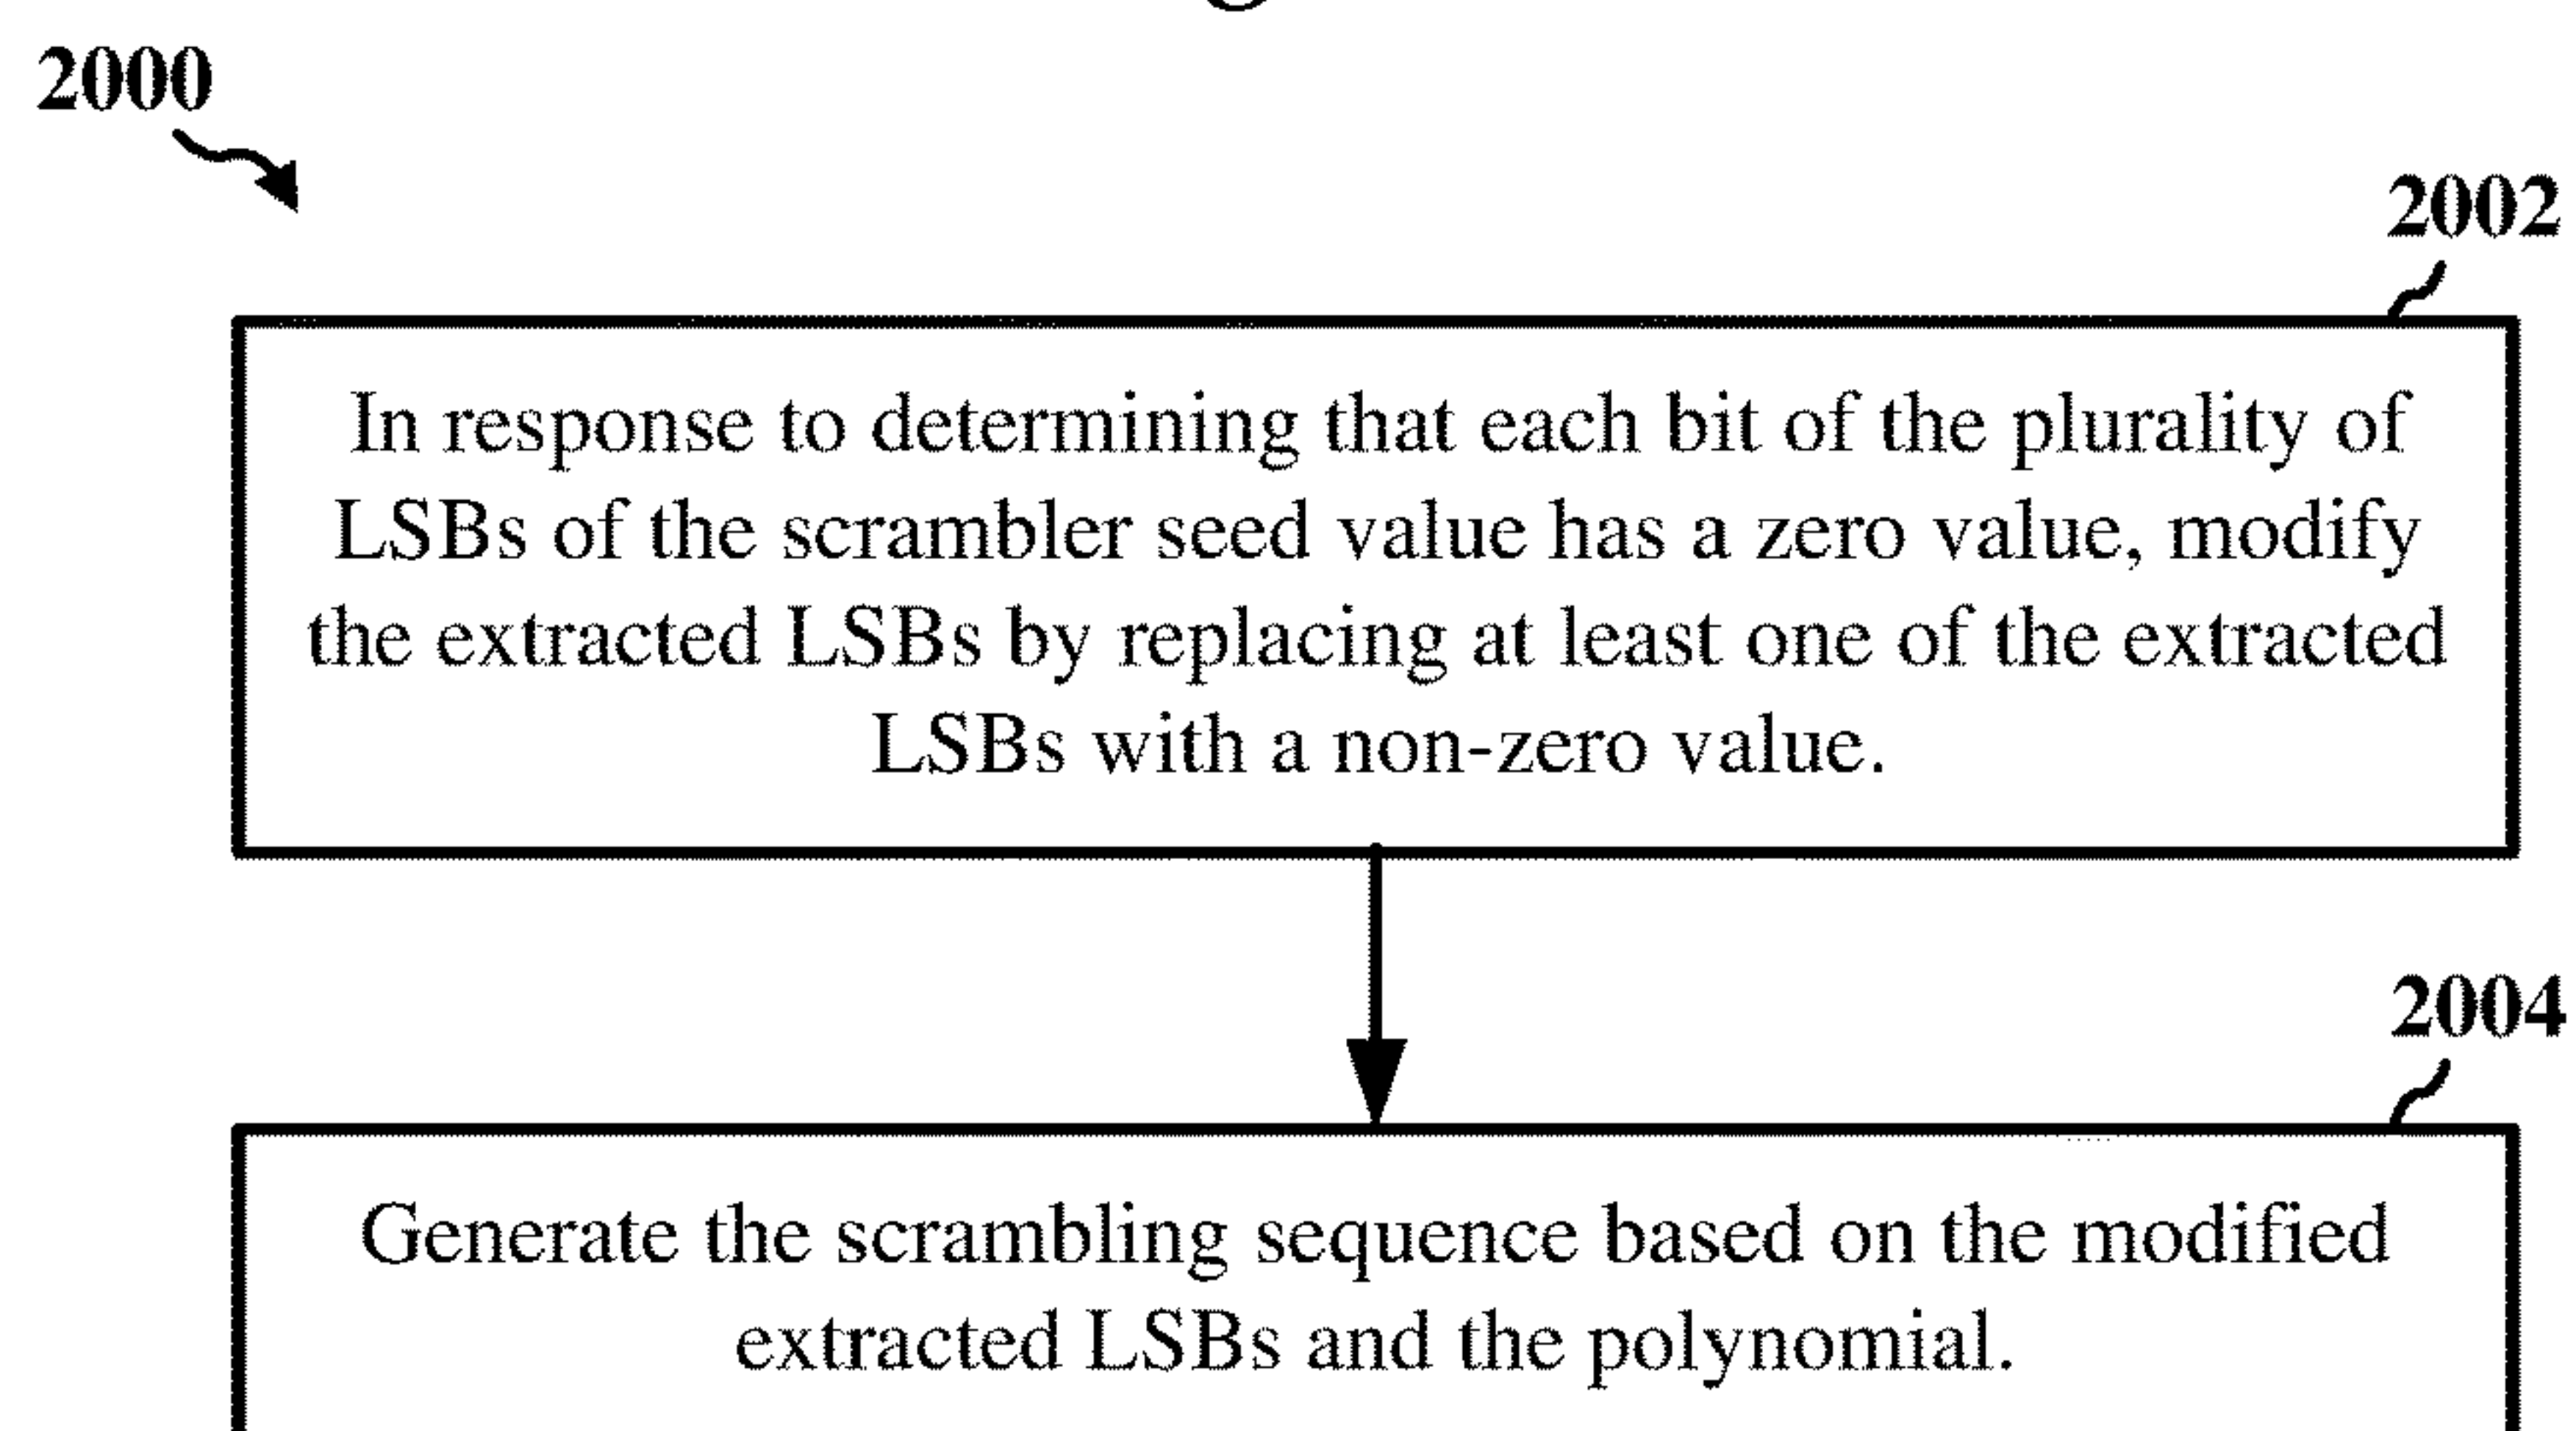 2000
2002
In response to determining that each bit of the plurality of
LSBs of the scrambler seed value has a zero value, modify
the extracted LSBs by replacing at least one of the extracted
LSBs with a non-zero value.
2004
Generate the scrambling sequence based on the modified
extracted LSBs and the polynomial.